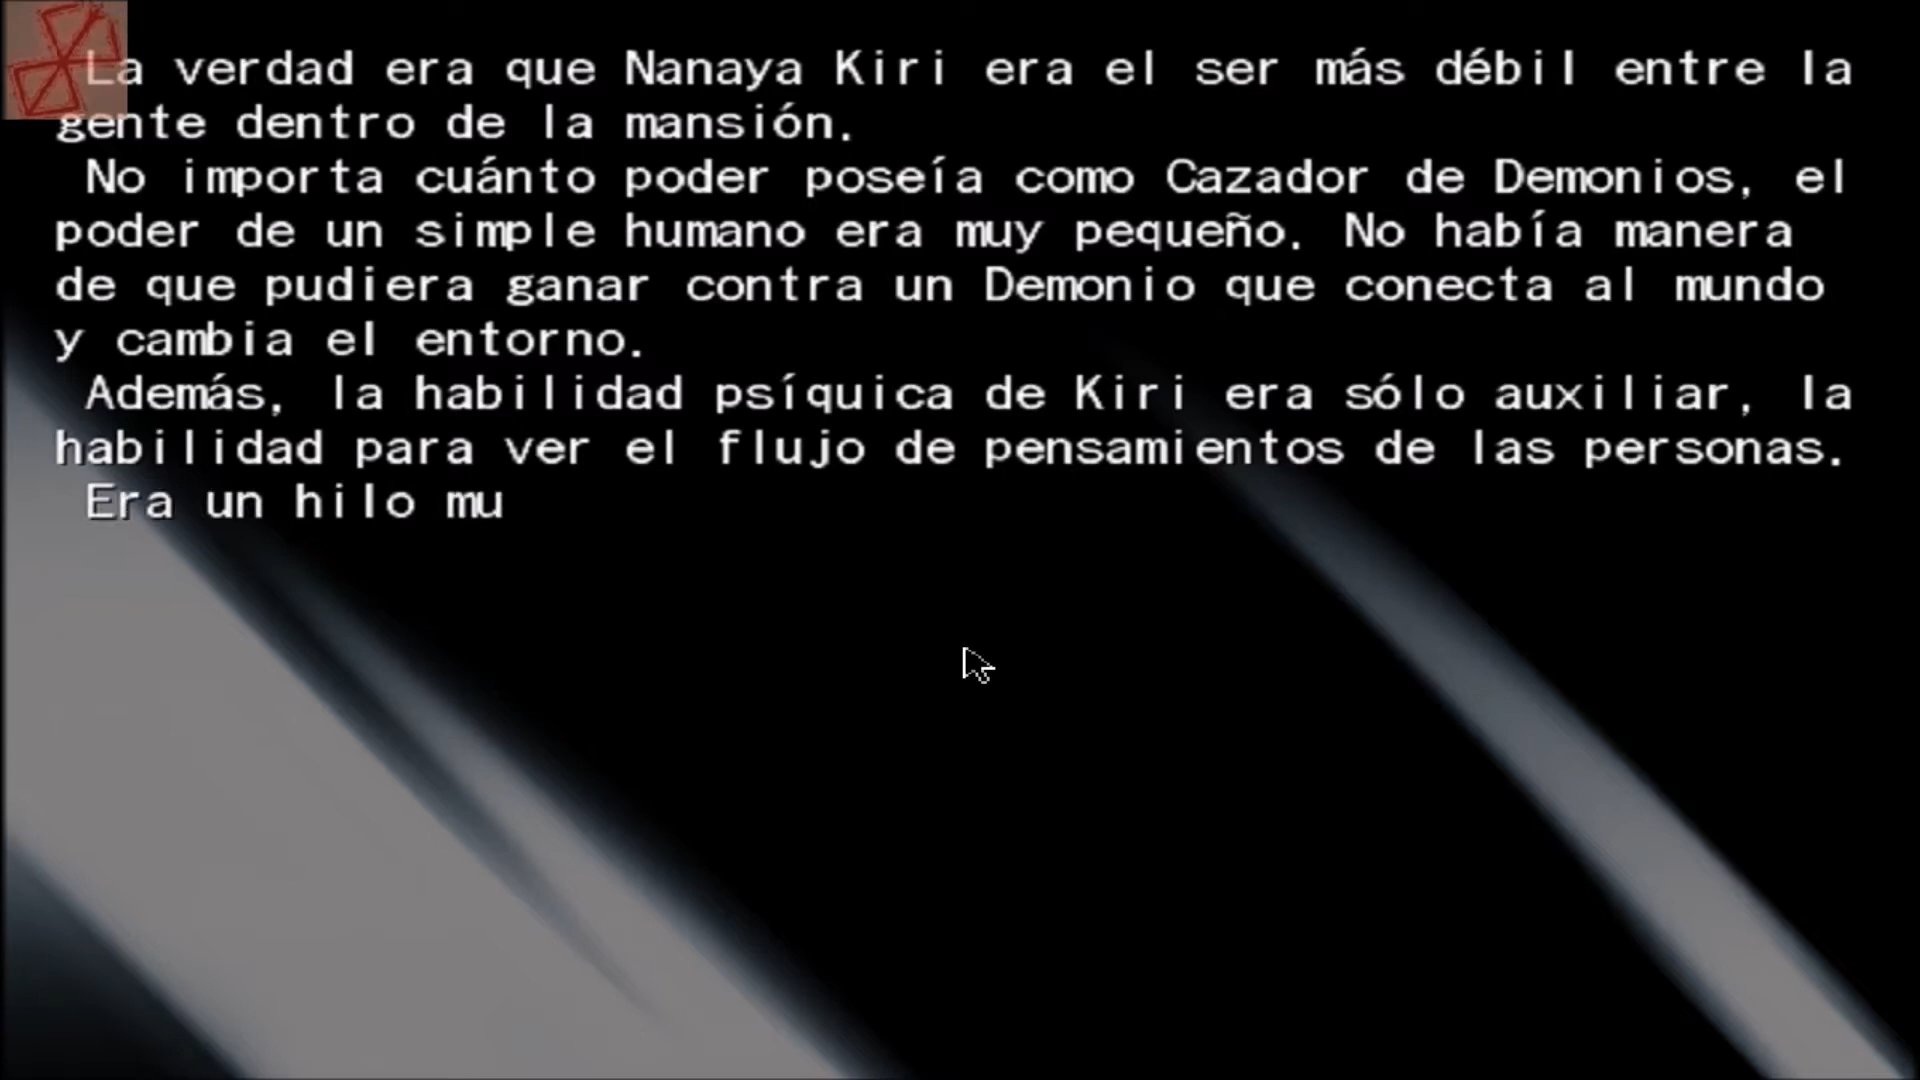 La verdad era que Nanaya Kiri era el ser más débil entre la
gente dentro de la mansión.
No importa cuánto poder poseía como Cazador de Demonios, el
poder de un simple humano era muy pequeño. No había manera
de que pudiera ganar contra un Demonio que conecta al mundo
y cambia el entorno.
Además, la habilidad psíquica de Kiri era sólo auxiliar, la
habilidad para ver el flujo de pensamientos de las personas.
Era un hilo mu